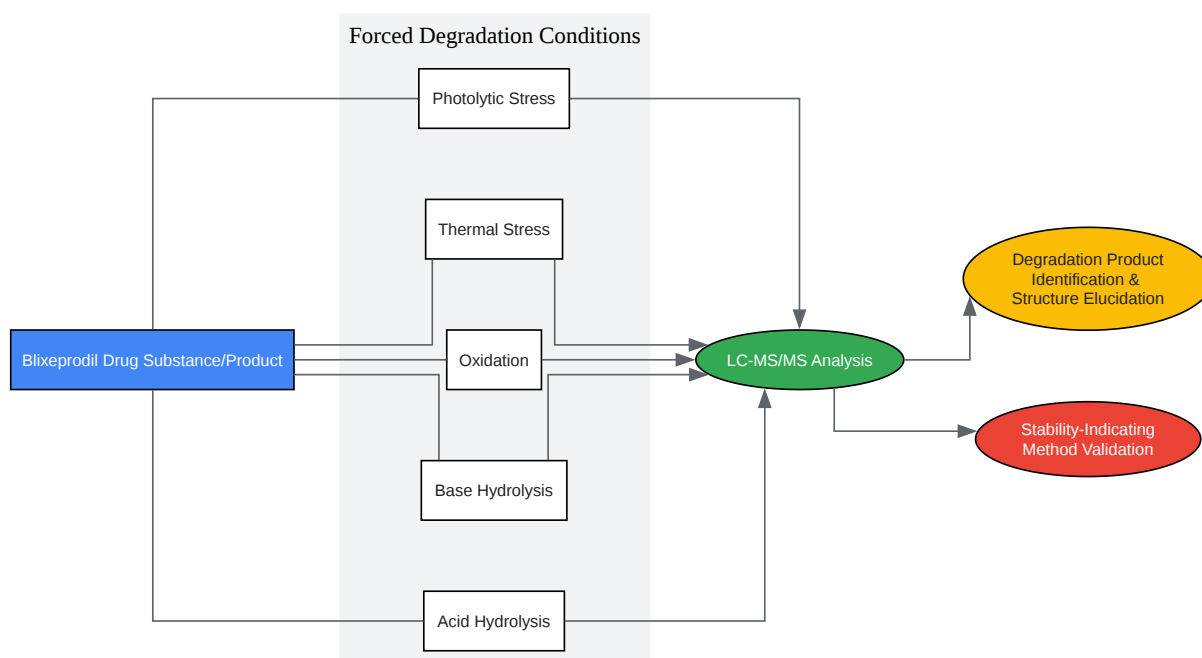 Forced Degradation Conditions
Photolytic Stress
Thermal Stress
Blixeprodil Drug Substance/Product
Oxidation
LC-MS/MS Analysis
Degradation Product
Identification &
Structure Elucidation
Stability-Indicating
Method Validation
Base Hydrolysis
Acid Hydrolysis